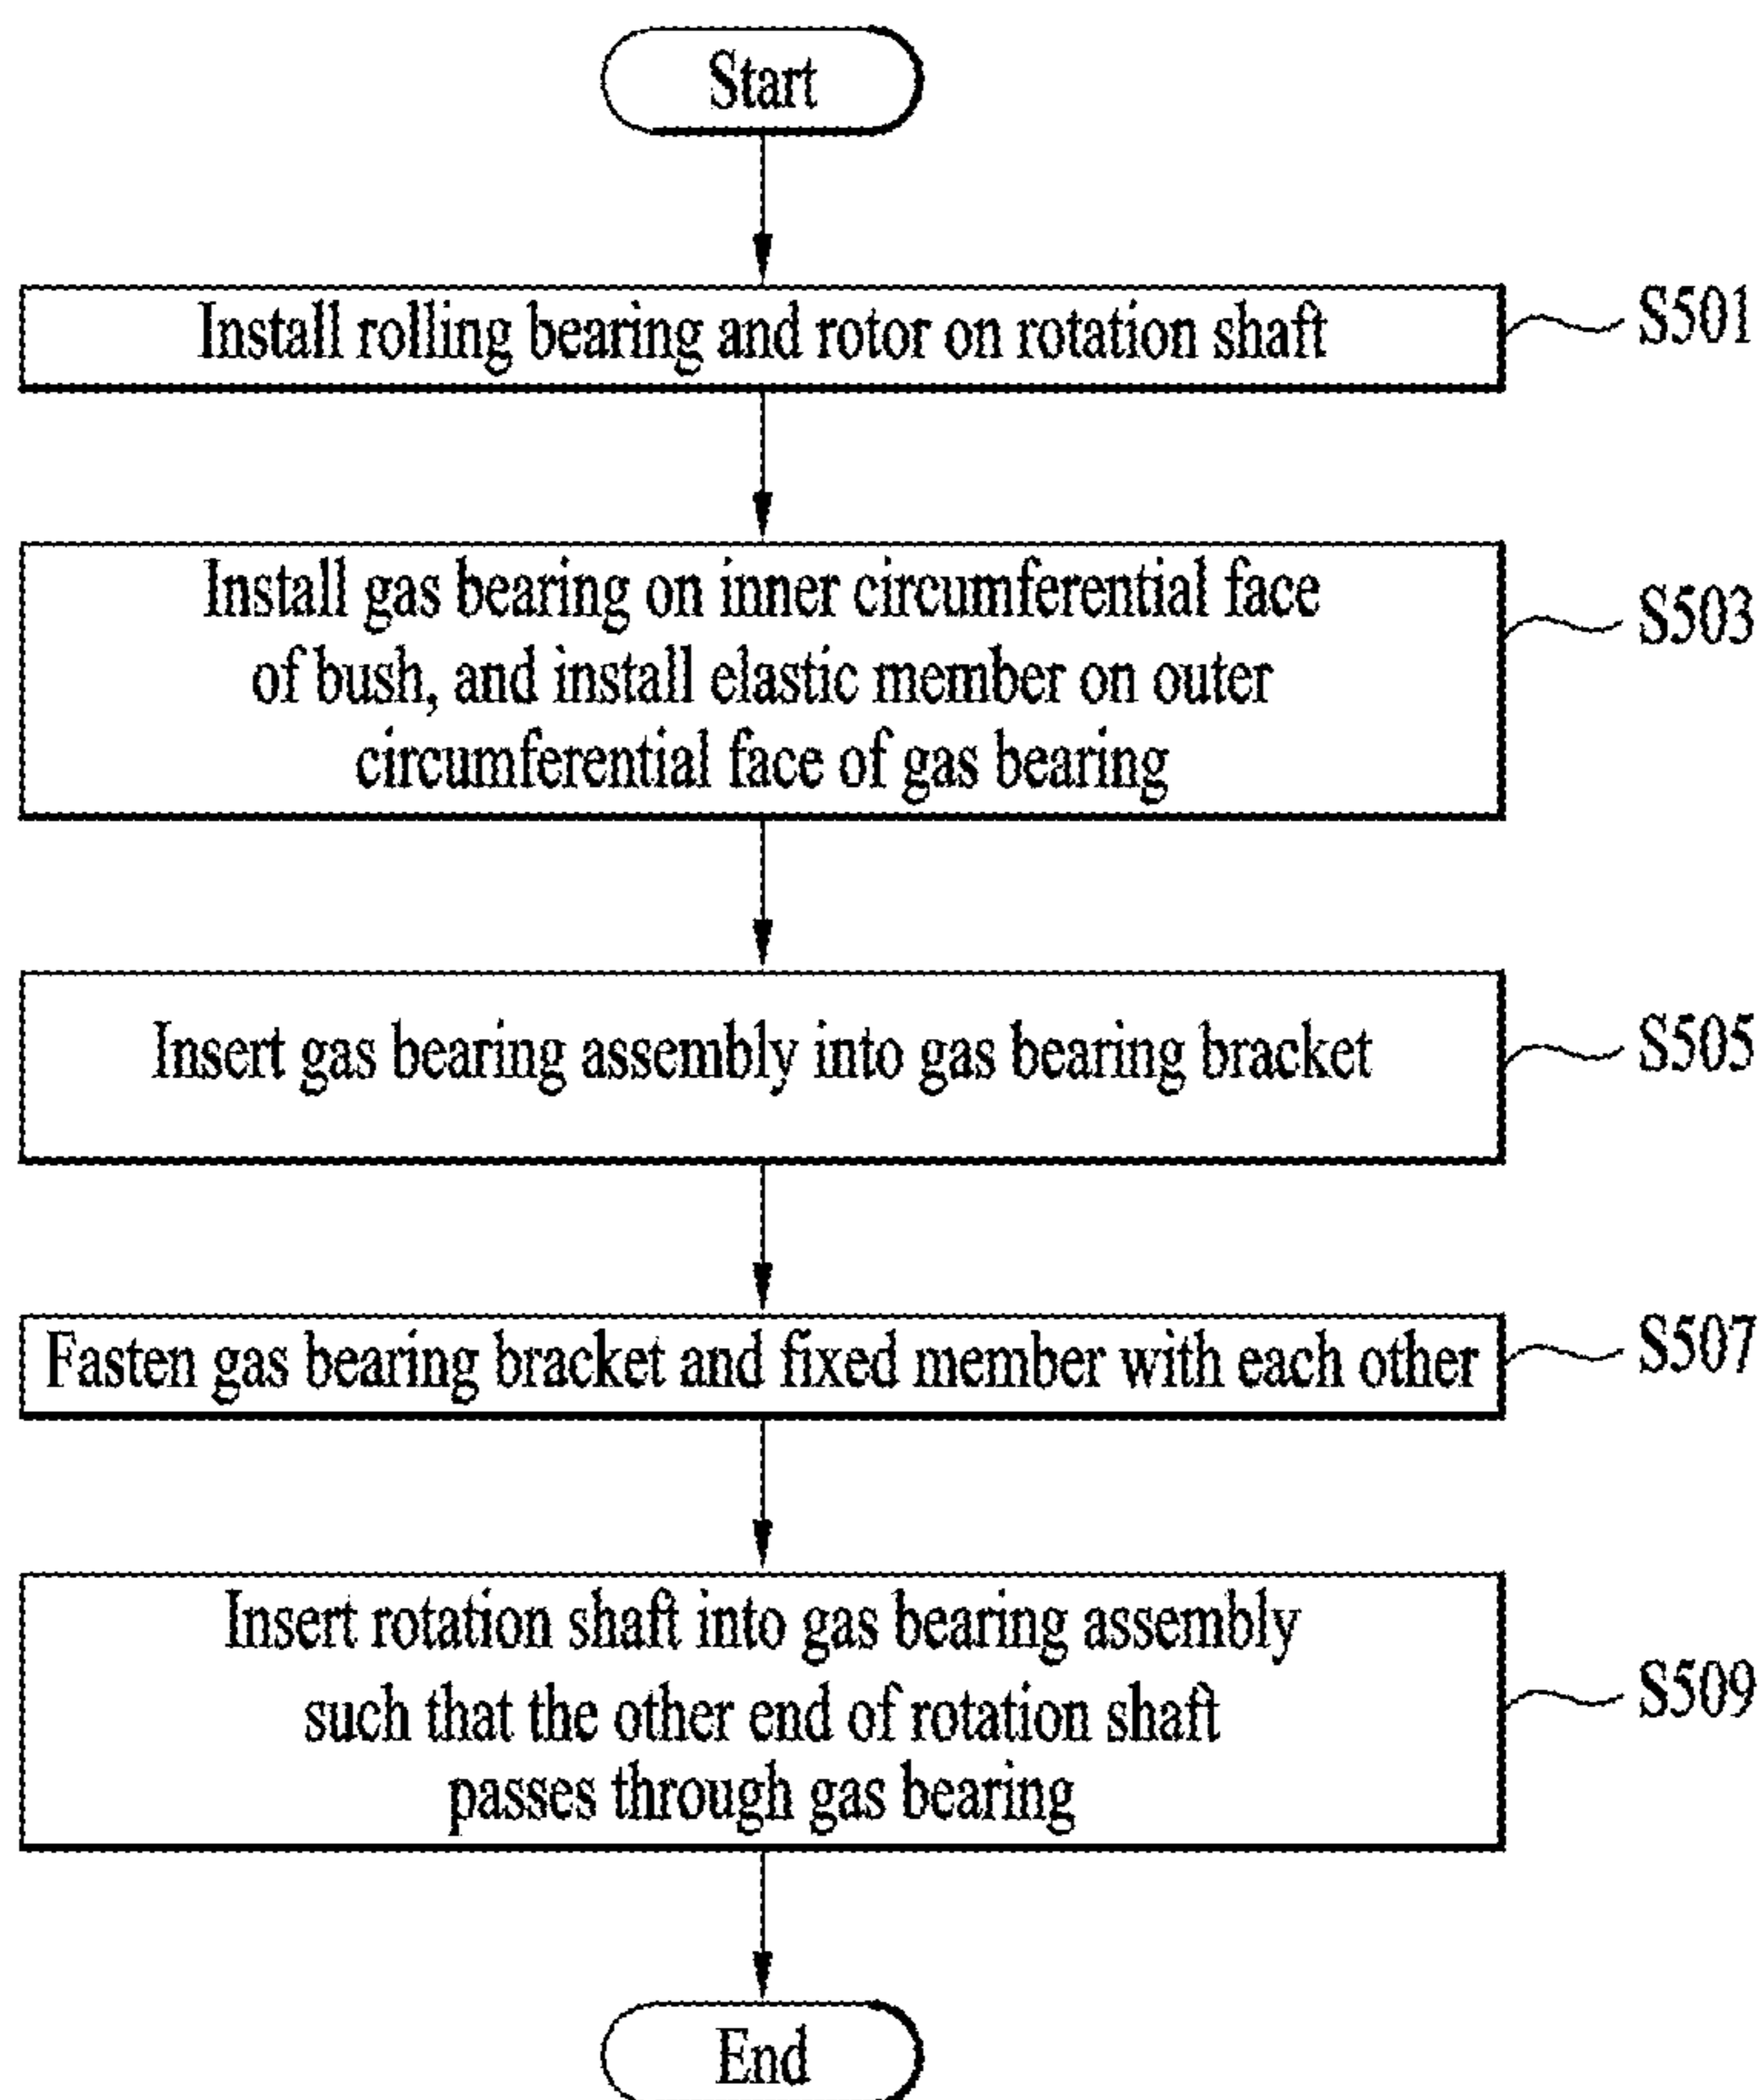 Start
Install rolling bearing and rotor on rotation shaft
S501
Install gas bearing on inner circumferential face
of bush, and install elastic member on outer
circumferential face of gas bearing
S503
Insert gas bearing assembly into gas bearing bracket
S505
Fasten gas bearing bracket and fixed member with each other
S507
Insert rotation shaft into gas bearing assembly
such that the other end of rotation shaft
passes through gas bearing
S509
End